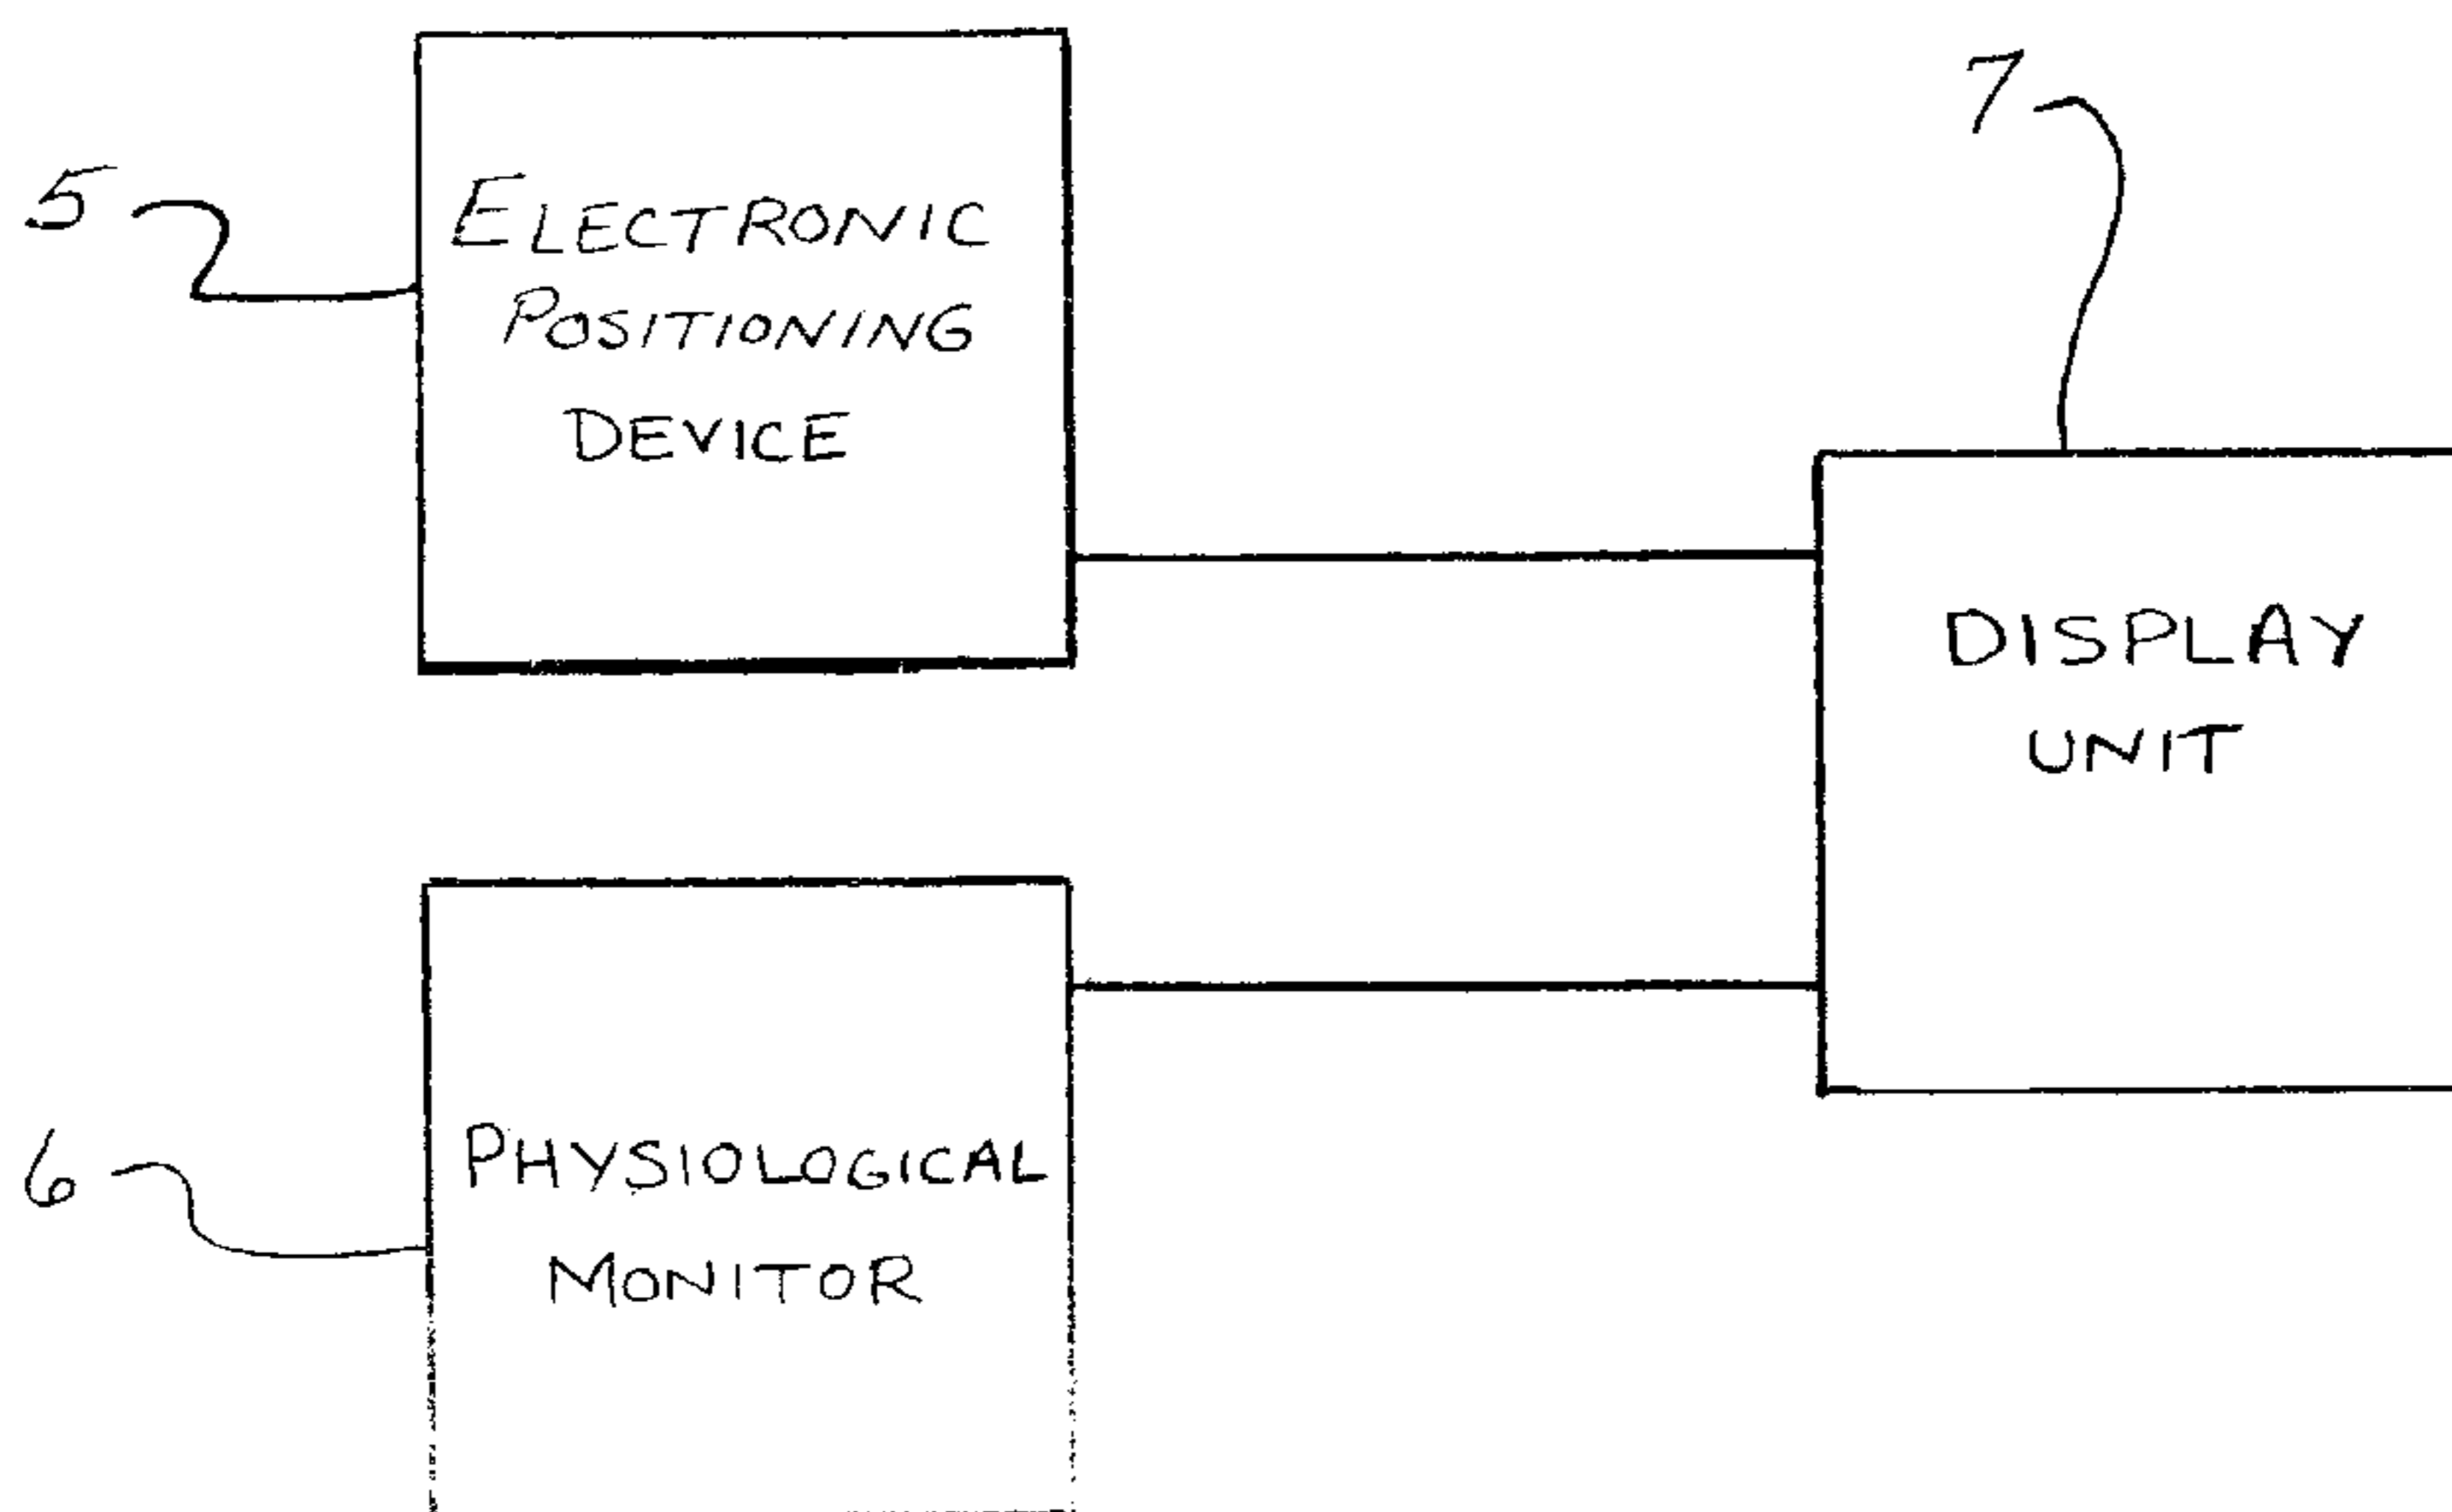 5
ELECTRONIC
POSITIONING
DEVICE
7
DISPLAY
UNIT
6
PHYSIOLOGICAL
MONITOR